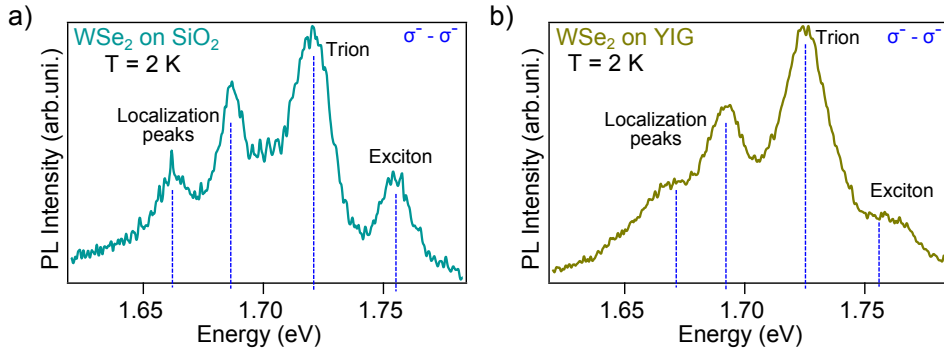 a)
WSe₂ on SiO₂
T = 2 K
σ⁻ - σ⁻
Trion
Localization
peaks
Exciton
PL Intensity (arb.uni.)
1.65
1.70
1.75
Energy (eV)
b)
WSe₂ on YIG
T = 2 K
σ⁻ - σ⁻
Trion
Localization
peaks
Exciton
PL Intensity (arb.uni.)
1.65
1.70
1.75
Energy (eV)